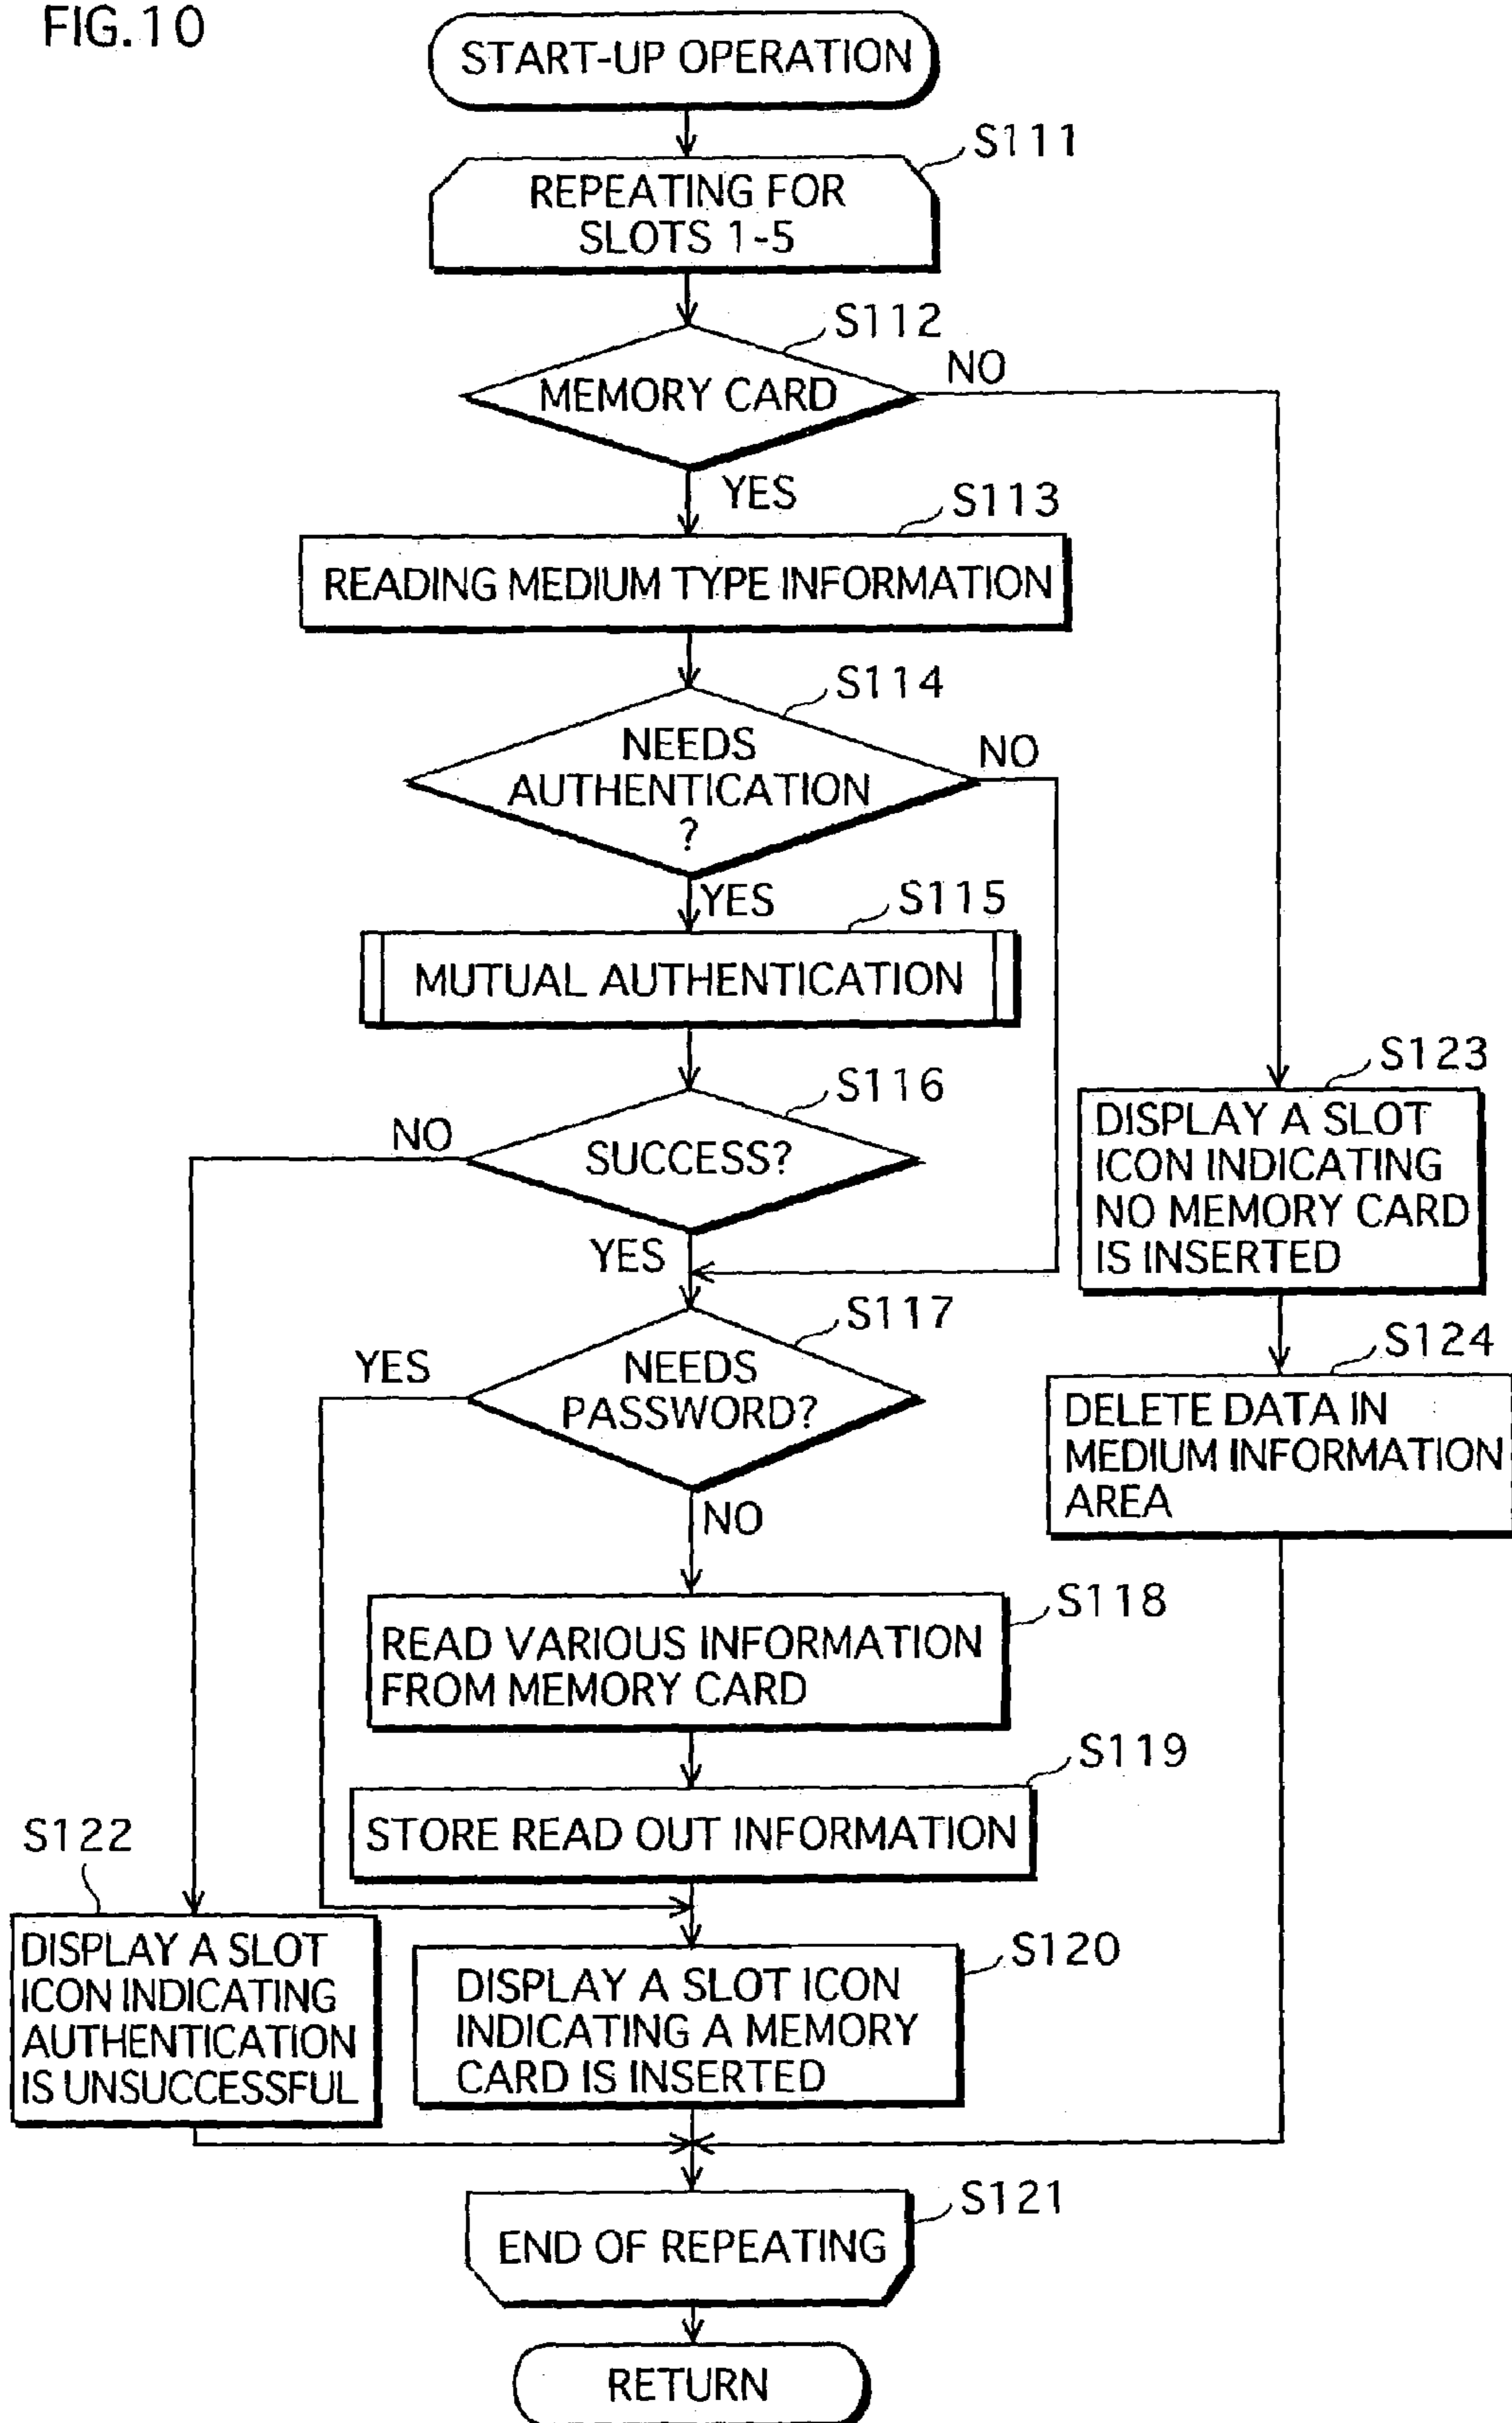 FIG.10
START-UP OPERATION
S111
REPEATING FOR
SLOTS 1-5
S112
MEMORY CARD
NO
YES
S113
READING MEDIUM TYPE INFORMATION
S114
NEEDS
AUTHENTICATION
?
NO
YES
S115
MUTUAL AUTHENTICATION
S116
SUCCESS?
NO
YES
S123
DISPLAY A SLOT
ICON INDICATING
NO MEMORY CARD
IS INSERTED
S117
NEEDS
PASSWORD?
YES
NO
S124
DELETE DATA IN
MEDIUM INFORMATION
AREA
S118
READ VARIOUS INFORMATION
FROM MEMORY CARD
S119
STORE READ OUT INFORMATION
S122
DISPLAY A SLOT
ICON INDICATING
AUTHENTICATION
IS UNSUCCESSFUL
S120
DISPLAY A SLOT ICON
INDICATING A MEMORY
CARD IS INSERTED
S121
END OF REPEATING
RETURN